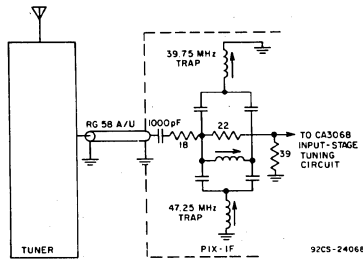 39.75 MHz
TRAP
RG 58 A/U
1000pF
18
22
39
TO CA3068
INPUT-STAGE
TUNING
CIRCUIT
47.25 MHz
TRAP
TUNER
PIX-IF
92CS-24068